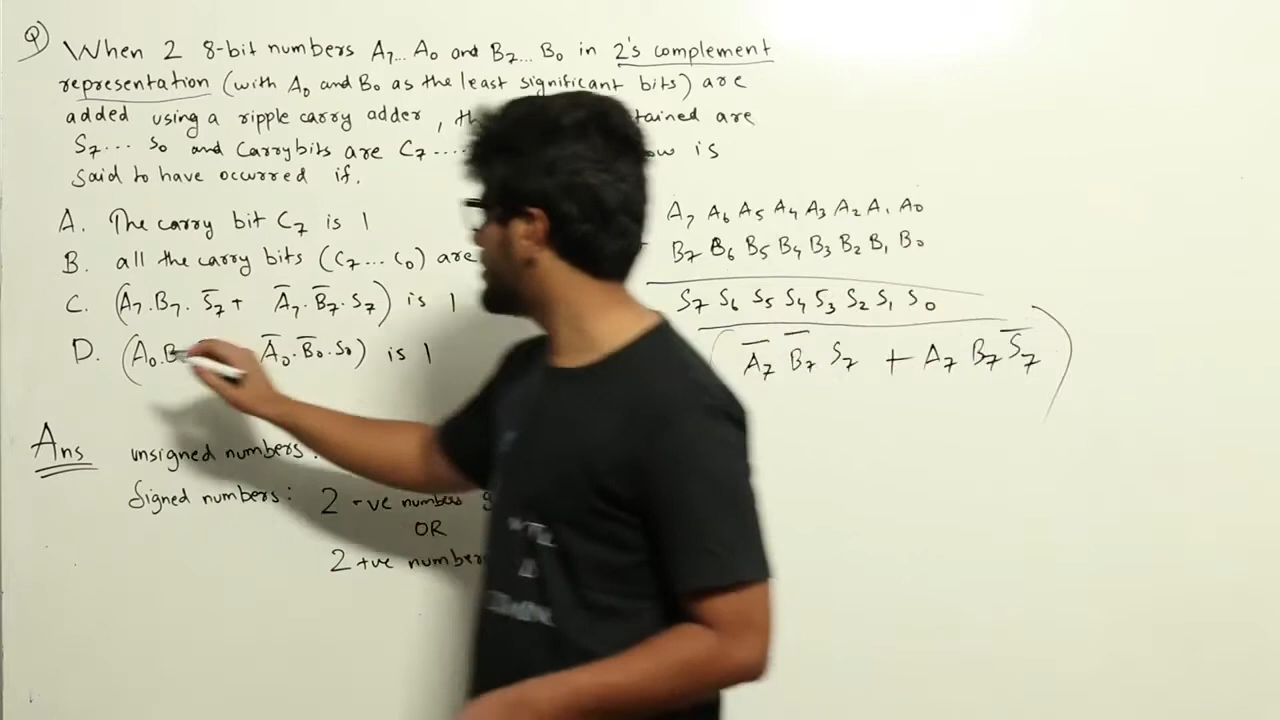 Q)
When 2 8-bit numbers A7... A0 and B7... B0 in 2's complement
representation (with A0 and B0 as the least significant bits) are
added using a ripple carry adder, tained are
S7... S0 and Carrybits are C7.... ow is
said to have occurred if.
A. The carry bit C7 is 1
B. all the carry bits (C7... C0) are
C. (A7.B7. S̅7 + A̅7. B̅7. S7) is 1
D. (A0.B A̅0. B̅0. S0) is 1
A7 A6 A5 A4 A3 A2 A1 A0
B7 B6 B5 B4 B3 B2 B1 B0
S7 S6 S5 S4 S3 S2 S1 S0
(A̅7 B̅7 S7 + A7 B7 S̅7)
Ans
unsigned numbers:
Signed numbers: 2 -ve numbers
OR
2 +ve numbers